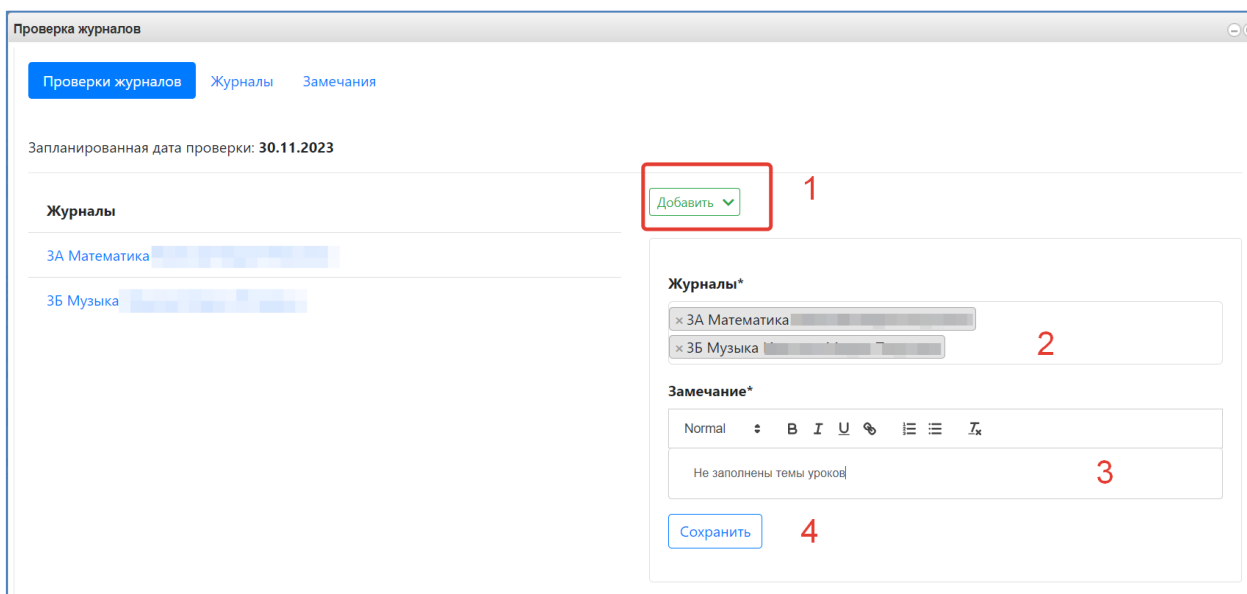 Проверка журналов
Проверки журналов Журналы Замечания
Запланированная дата проверки: 30.11.2023
Добавить 1
Журналы
3А Математика
3Б Музыка
Журналы*
× 3А Математика
× 3Б Музыка
2
Замечание*
Normal B I U
Не заполнены темы уроков
3
Сохранить 4